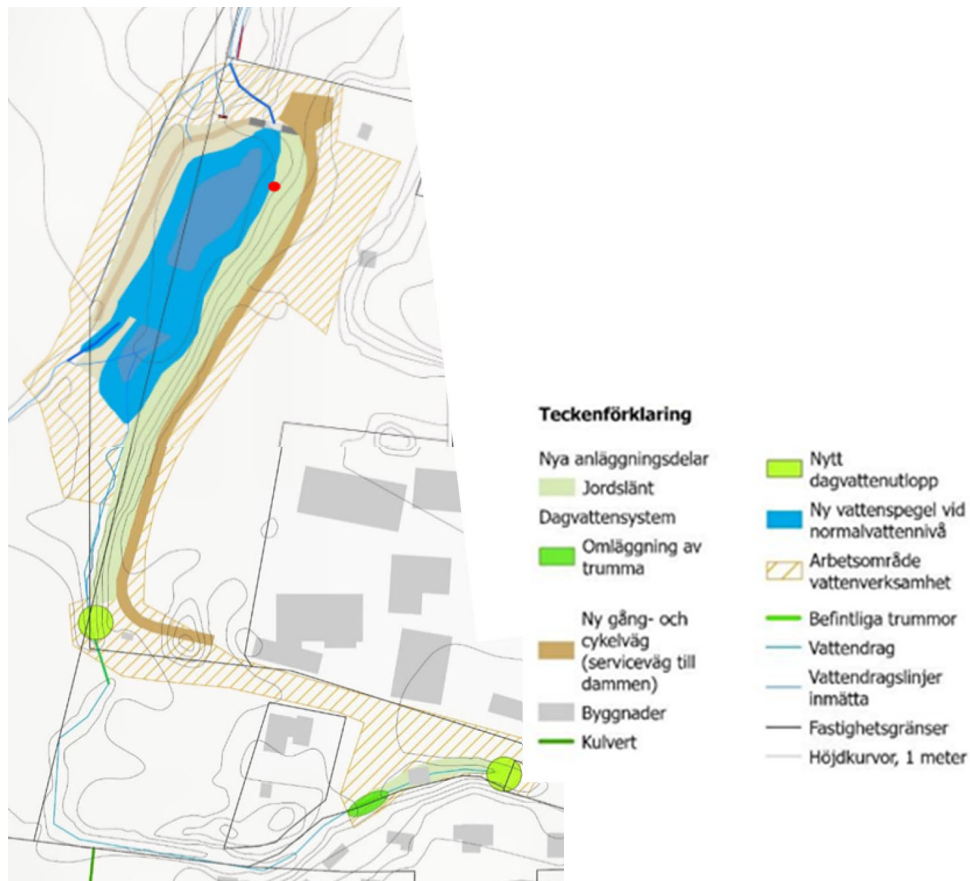 Teckenförklaring
Nya anläggningsdelar
Jordslänt
Dagvattensystem
Omläggning av
trumma
Ny gång- och
cykelväg
(serviceväg till
dammen)
Byggnader
Kulvert
Nytt
dagvattenutlopp
Ny vattenspegel vid
normalvattennivå
Arbetsområde
vattenverksamhet
Befintliga trummor
Vattendrag
Vattendragslinjer
inmätta
Fastighetsgränser
Höjdkurvor, 1 meter